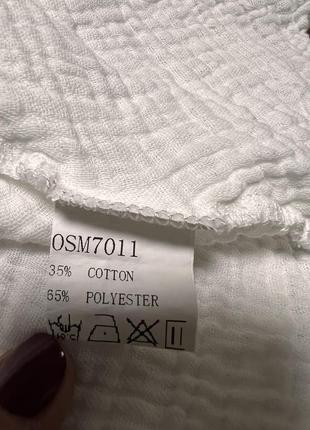 OSM7011
35% COTTON
65% POLYESTER